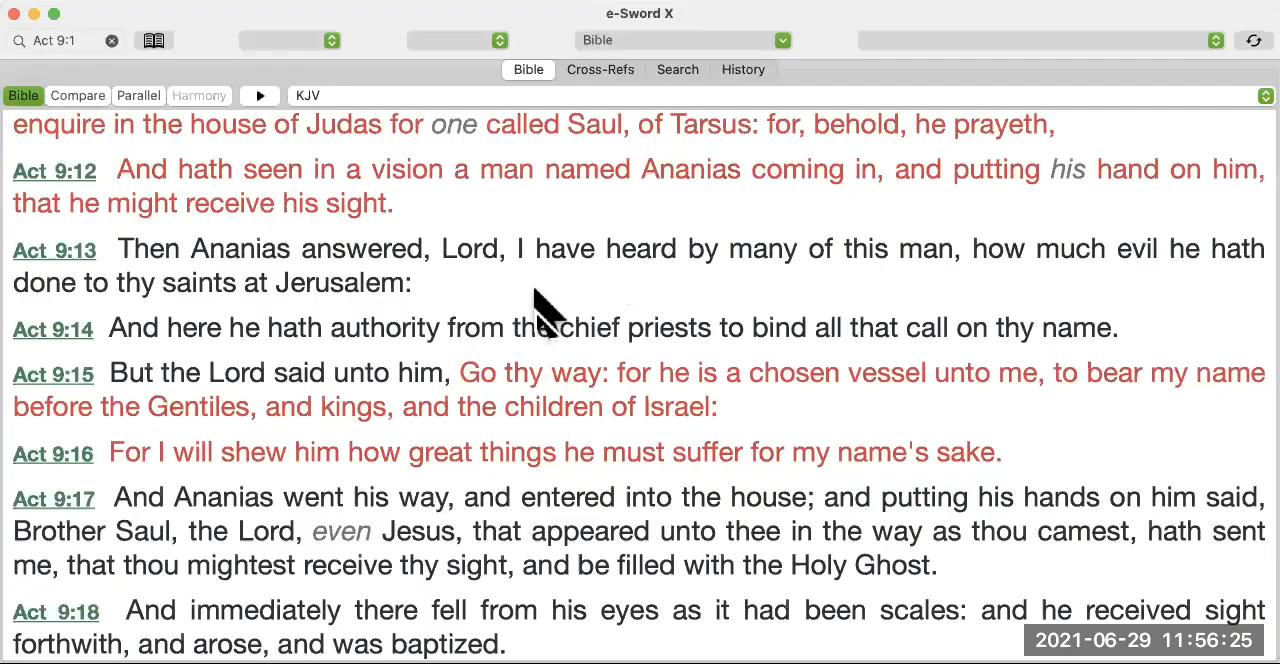 e-Sword X
Act 9:1
Bible
Bible Cross-Refs Search History
Bible Compare Parallel Harmony KJV
enquire in the house of Judas for one called Saul, of Tarsus: for, behold, he prayeth,
Act 9:12 And hath seen in a vision a man named Ananias coming in, and putting his hand on him,
that he might receive his sight.
Act 9:13 Then Ananias answered, Lord, I have heard by many of this man, how much evil he hath
done to thy saints at Jerusalem:
Act 9:14 And here he hath authority from the chief priests to bind all that call on thy name.
Act 9:15 But the Lord said unto him, Go thy way: for he is a chosen vessel unto me, to bear my name
before the Gentiles, and kings, and the children of Israel:
Act 9:16 For I will shew him how great things he must suffer for my name's sake.
Act 9:17 And Ananias went his way, and entered into the house; and putting his hands on him said,
Brother Saul, the Lord, even Jesus, that appeared unto thee in the way as thou camest, hath sent
me, that thou mightest receive thy sight, and be filled with the Holy Ghost.
Act 9:18 And immediately there fell from his eyes as it had been scales: and he received sight
forthwith, and arose, and was baptized.
2021-06-29 11:56:25